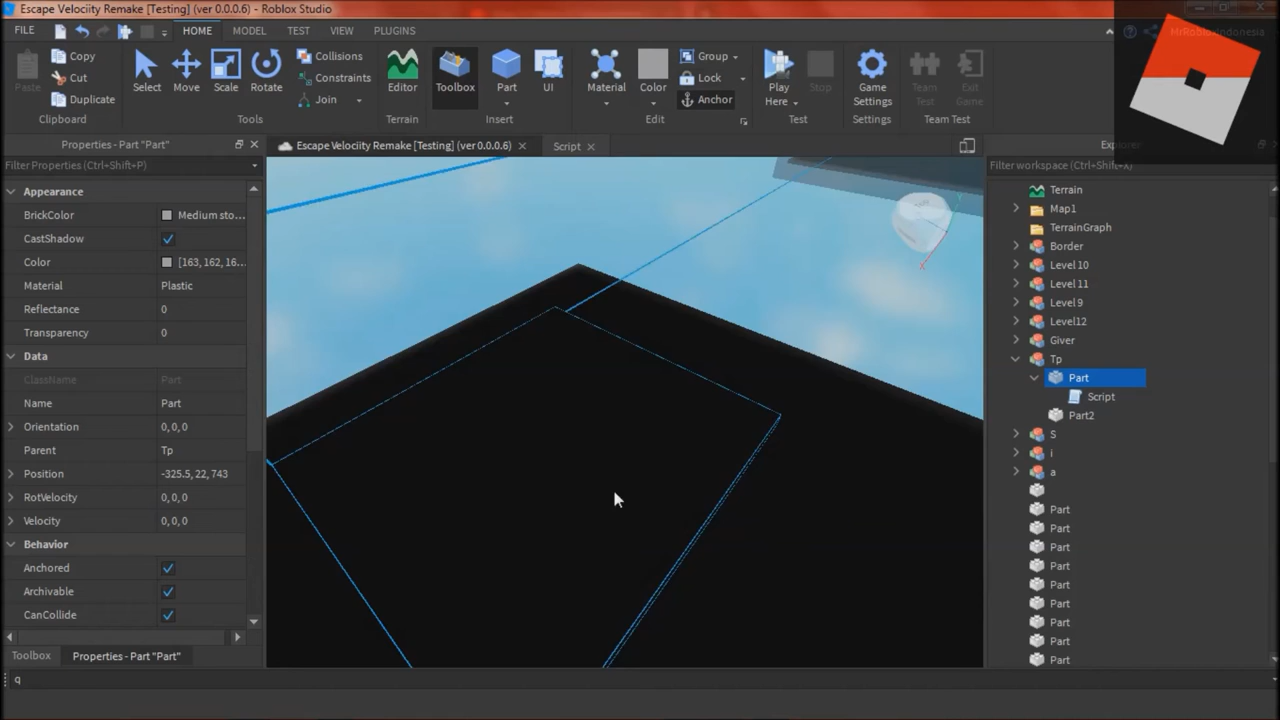 Escape Velociity Remake [Testing] (ver 0.0.0.6) - Roblox Studio
FILE HOME MODEL TEST VIEW PLUGINS
MrRobloxIndonesia
Paste Copy Cut Duplicate
Select Move Scale Rotate
Collisions Constraints Join
Editor Toolbox Part UI
Material Color Group Lock Anchor
Play Here Stop Game Settings Team Test Exit Game
Clipboard Tools Terrain Insert Edit Test Settings Team Test
Properties - Part "Part"
Escape Velociity Remake [Testing] (ver 0.0.0.6) Script
Filter Properties (Ctrl+Shift+P)
Filter workspace (Ctrl+Shift+X)
Appearance
BrickColor Medium sto...
CastShadow
Color [163, 162, 16...
Material Plastic
Reflectance 0
Transparency 0
Data
ClassName Part
Name Part
Orientation 0, 0, 0
Parent Tp
Position -325.5, 22, 743
RotVelocity 0, 0, 0
Velocity 0, 0, 0
Behavior
Anchored
Archivable
CanCollide
Toolbox Properties - Part "Part"
q
X
Terrain
Map1
TerrainGraph
Border
Level 10
Level 11
Level 9
Level12
Giver
Tp
Part
Script
Part2
S
i
a
Part
Part
Part
Part
Part
Part
Part
Part
Part